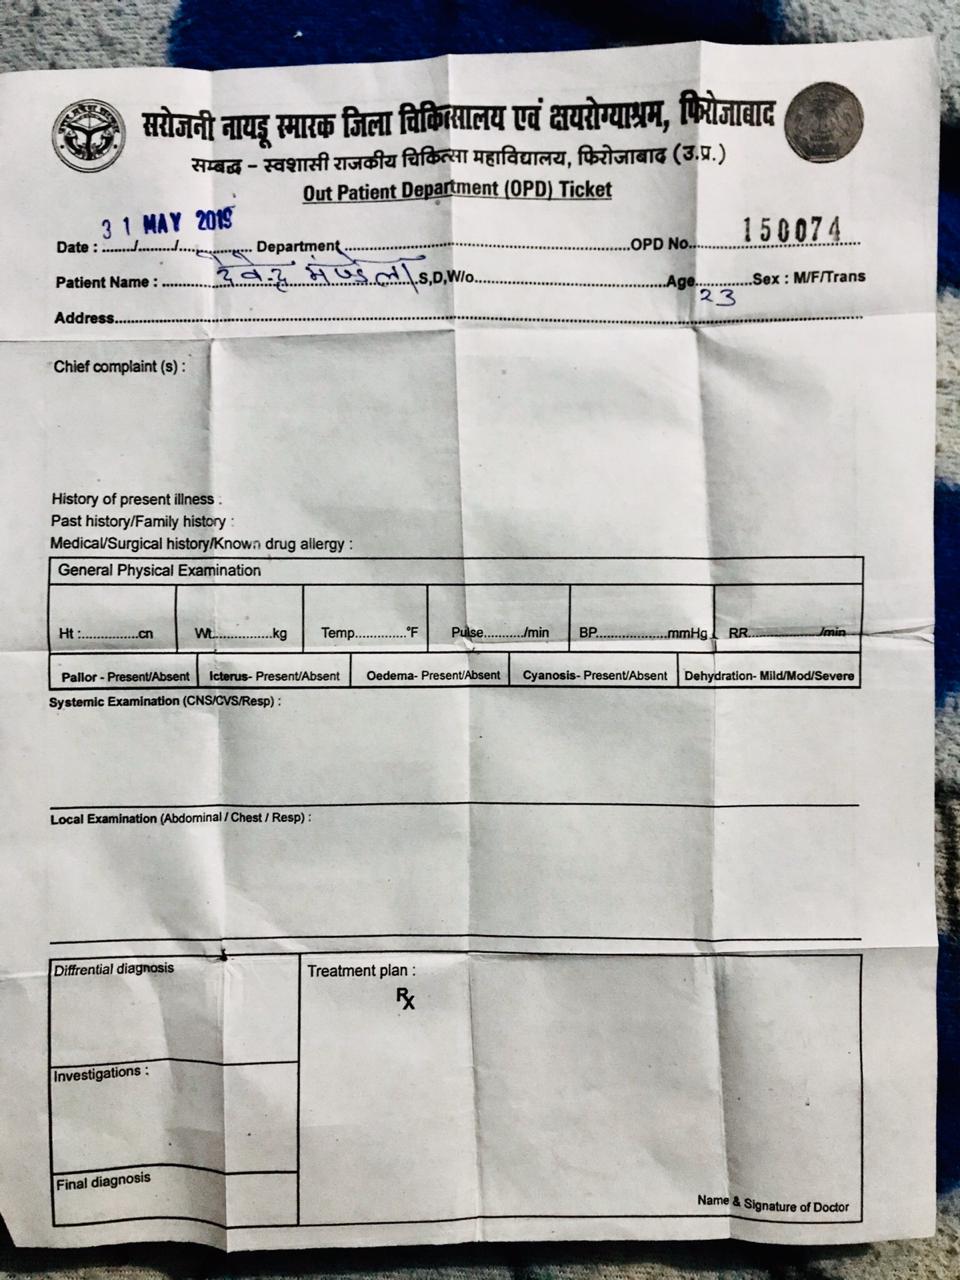 सरोजनी नायडू स्मारक जिला चिकित्सालय एवं क्षयरोग्याश्रम, फिरोजाबाद
सम्बद्ध - स्वशासी राजकीय चिकित्सा महाविद्यालय, फिरोजाबाद (उ.प्र.)
Out Patient Department (OPD) Ticket
31 MAY 2019
Date : ....../......../.......... Department..........OPD No. 150074
Patient Name : .......... S,D,W/o..........Age 23 Sex : M/F/Trans
Address..........
Chief complaint (s) :
History of present illness :
Past history/Family history :
Medical/Surgical history/Known drug allergy :
General Physical Examination
Ht :..............cn Wt...............kg Temp............°F Pulse........../min BP..................mmHg RR................../min
Pallor - Present/Absent Icterus- Present/Absent Oedema- Present/Absent Cyanosis- Present/Absent Dehydration- Mild/Mod/Severe
Systemic Examination (CNS/CVS/Resp) :
Local Examination (Abdominal / Chest / Resp) :
Diffrential diagnosis
Investigations :
Final diagnosis
Treatment plan :
Rx
Name & Signature of Doctor